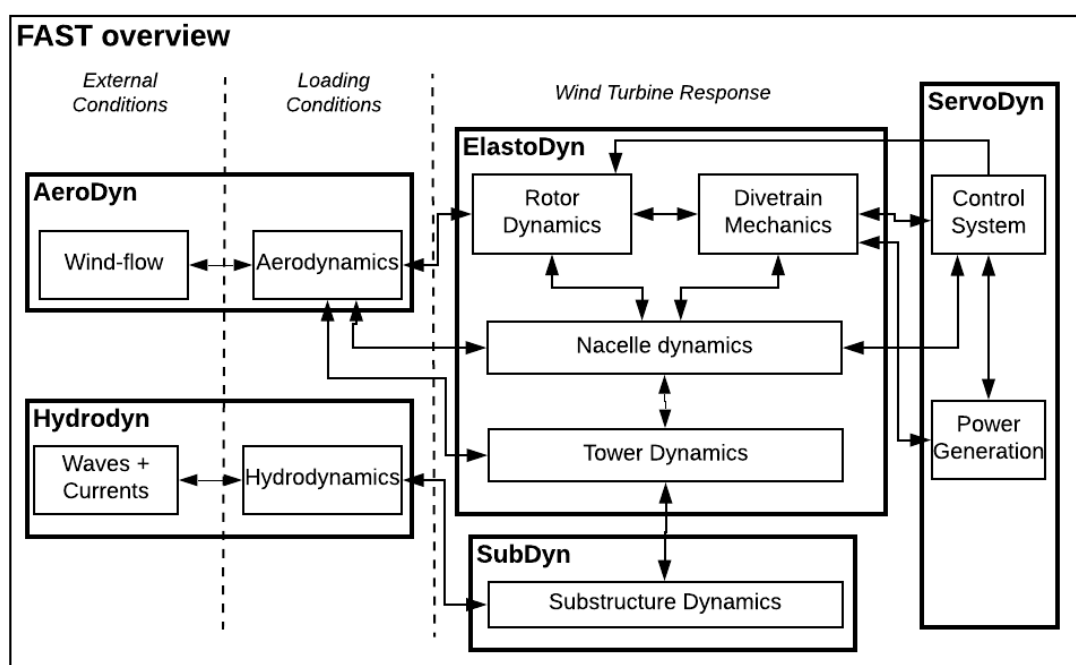 FAST overview
External
Conditions
Loading
Conditions
Wind Turbine Response
ServoDyn
ElastoDyn
AeroDyn
Rotor
Dynamics
Divetrain
Mechanics
Control
System
Wind-flow
Aerodynamics
Nacelle dynamics
Hydrodyn
Waves +
Currents
Hydrodynamics
Tower Dynamics
Power
Generation
SubDyn
Substructure Dynamics